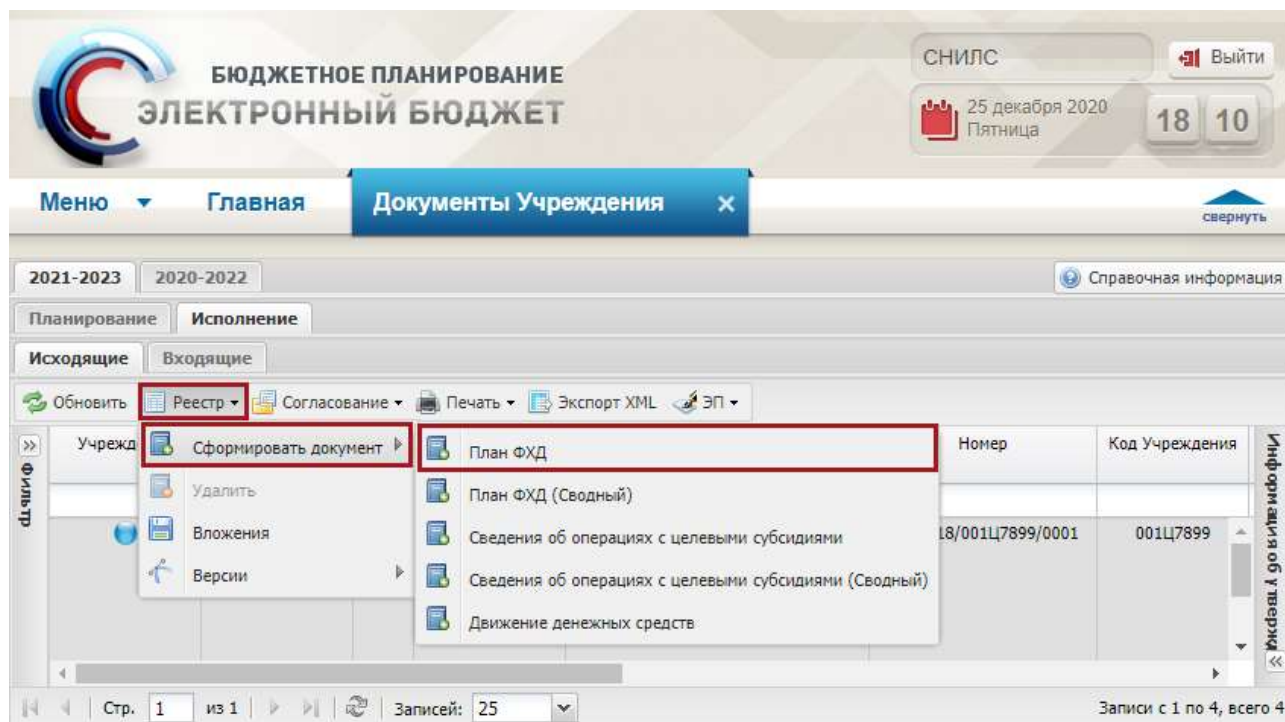 БЮДЖЕТНОЕ ПЛАНИРОВАНИЕ
ЭЛЕКТРОННЫЙ БЮДЖЕТ
СНИЛС
Выйти
25 декабря 2020
Пятница
18 10
Меню
Главная
Документы Учреждения
свернуть
2021-2023
2020-2022
Справочная информация
Планирование
Исполнение
Исходящие
Входящие
Обновить
Реестр
Согласование
Печать
Экспорт XML
ЭП
Фильтр
Учрежд
Номер
Код Учреждения
Сформировать документ
Удалить
Вложения
Версии
План ФХД
План ФХД (Сводный)
Сведения об операциях с целевыми субсидиями
Сведения об операциях с целевыми субсидиями (Сводный)
Движение денежных средств
18/001Ц7899/0001
001Ц7899
Информация об утвержд
Стр. 1 из 1
Записей: 25
Записи с 1 по 4, всего 4